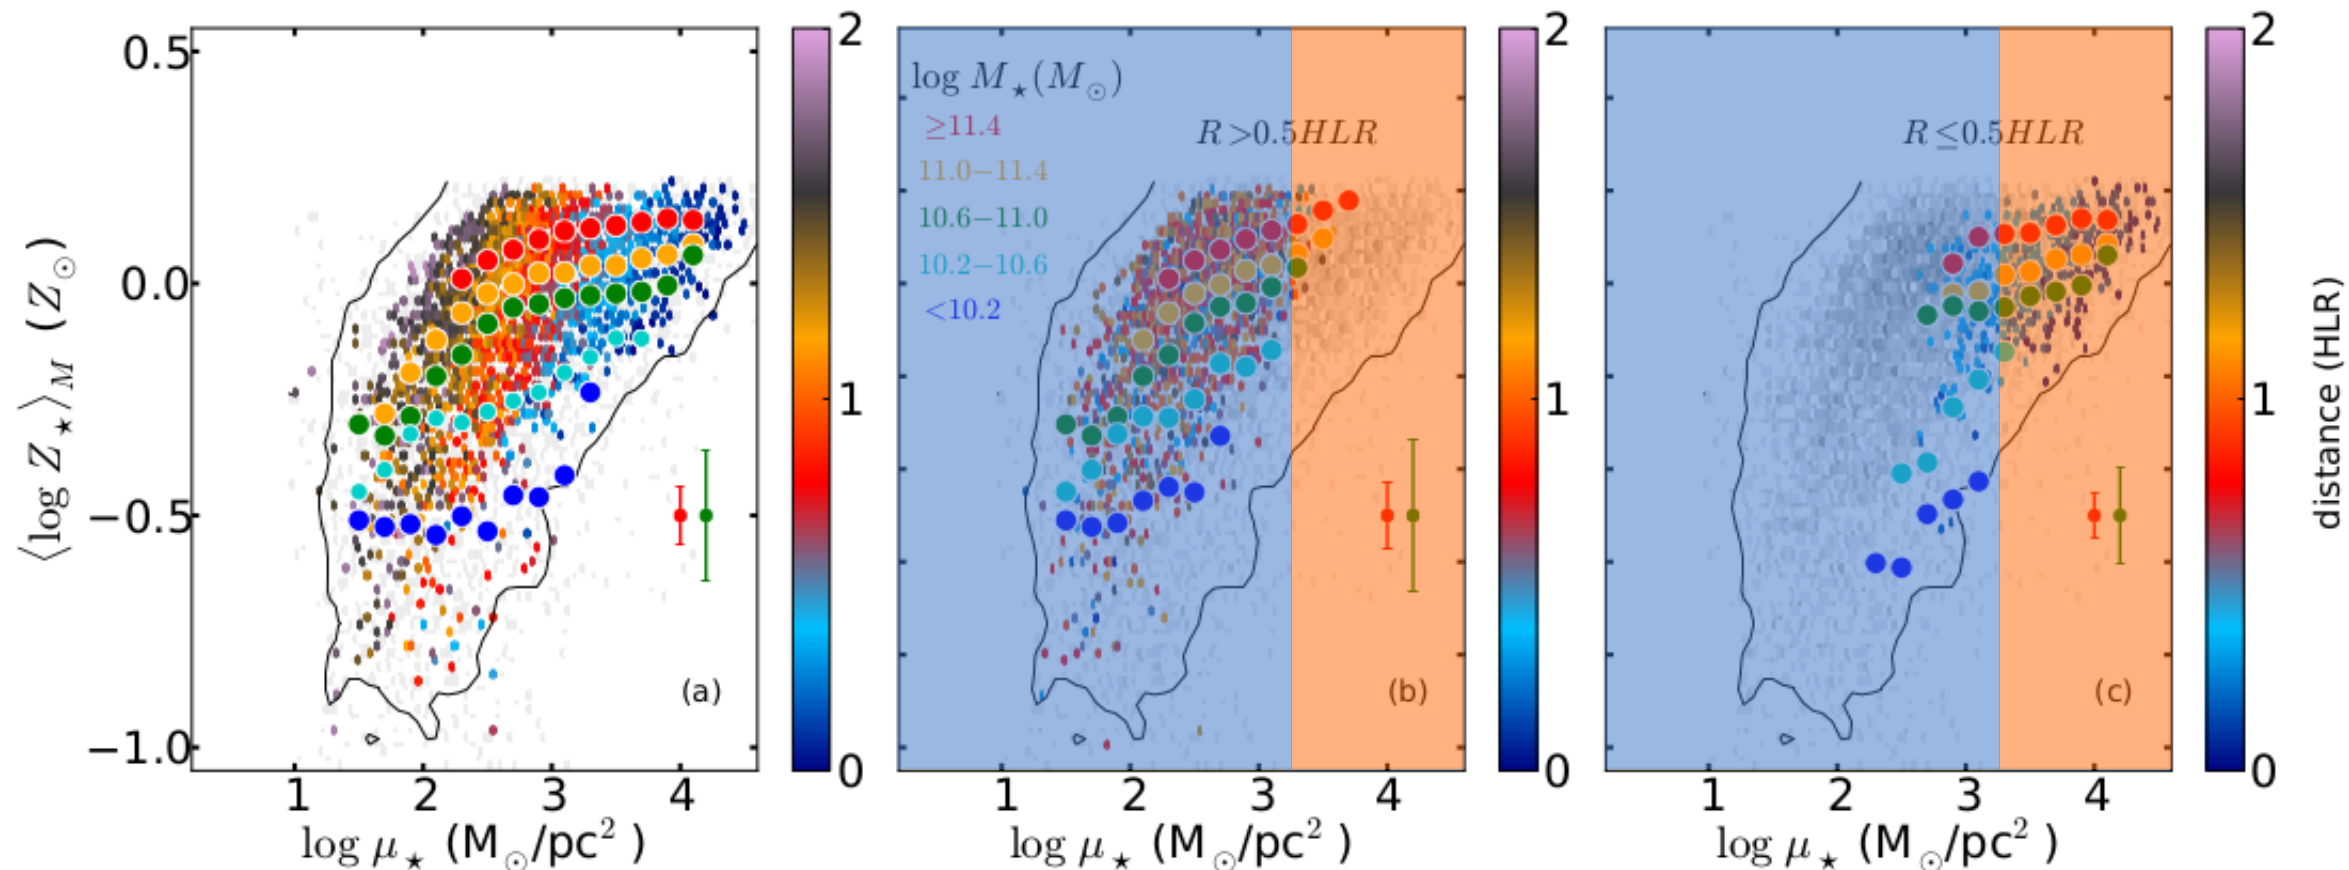 ⟨log Z⋆⟩M (Z⊙)
0.5
0.0
−0.5
−1.0
1 2 3 4
log μ⋆ (M⊙/pc²)
(a)
2
1
0
log M⋆(M⊙)
≥11.4
11.0−11.4
10.6−11.0
10.2−10.6
<10.2
R>0.5HLR
(b)
1 2 3 4
log μ⋆ (M⊙/pc²)
2
1
0
R≤0.5HLR
(c)
1 2 3 4
log μ⋆ (M⊙/pc²)
2
1
0
distance (HLR)